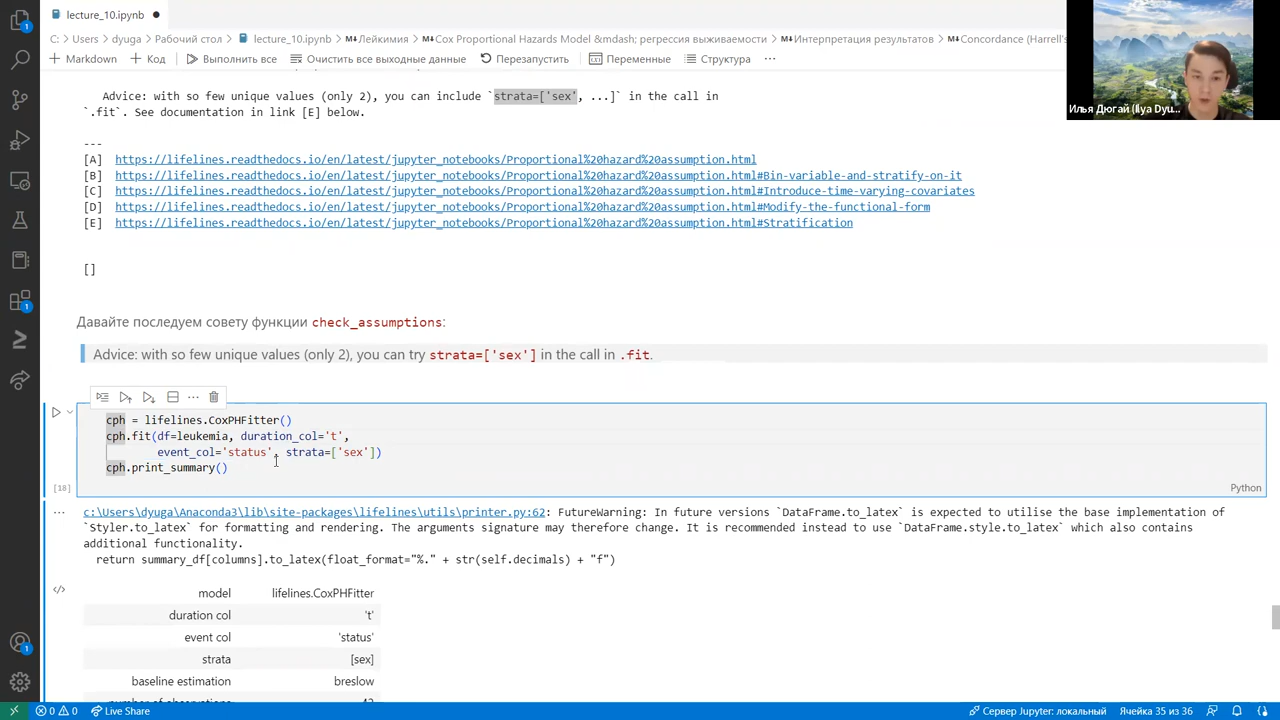 lecture_10.ipynb
C: > Users > dyuga > Рабочий стол > lecture_10.ipynb > Лейкимия > Cox Proportional Hazards Model &mdash; регрессия выживаемости > Интерпретация результатов > Concordance (Harrell's
+ Markdown + Код Выполнить все Очистить все выходные данные Перезапустить Переменные Структура ...
Илья Дюгай (Ilya Dyu...
Advice: with so few unique values (only 2), you can include `strata=['sex', ...]` in the call in
`.fit`. See documentation in link [E] below.
---
[A] https://lifelines.readthedocs.io/en/latest/jupyter_notebooks/Proportional%20hazard%20assumption.html
[B] https://lifelines.readthedocs.io/en/latest/jupyter_notebooks/Proportional%20hazard%20assumption.html#Bin-variable-and-stratify-on-it
[C] https://lifelines.readthedocs.io/en/latest/jupyter_notebooks/Proportional%20hazard%20assumption.html#Introduce-time-varying-covariates
[D] https://lifelines.readthedocs.io/en/latest/jupyter_notebooks/Proportional%20hazard%20assumption.html#Modify-the-functional-form
[E] https://lifelines.readthedocs.io/en/latest/jupyter_notebooks/Proportional%20hazard%20assumption.html#Stratification
[]
Давайте последуем совету функции check_assumptions:
Advice: with so few unique values (only 2), you can try strata=['sex'] in the call in .fit.
cph = lifelines.CoxPHFitter()
cph.fit(df=leukemia, duration_col='t',
event_col='status', strata=['sex'])
cph.print_summary()
[18] Python
c:\Users\dyuga\Anaconda3\lib\site-packages\lifelines\utils\printer.py:62: FutureWarning: In future versions `DataFrame.to_latex` is expected to utilise the base implementation of
`Styler.to_latex` for formatting and rendering. The arguments signature may therefore change. It is recommended instead to use `DataFrame.style.to_latex` which also contains
additional functionality.
return summary_df[columns].to_latex(float_format="%." + str(self.decimals) + "f")
model lifelines.CoxPHFitter
duration col 't'
event col 'status'
strata [sex]
baseline estimation breslow
0 0 Live Share Сервер Jupyter: локальный Ячейка 35 из 36